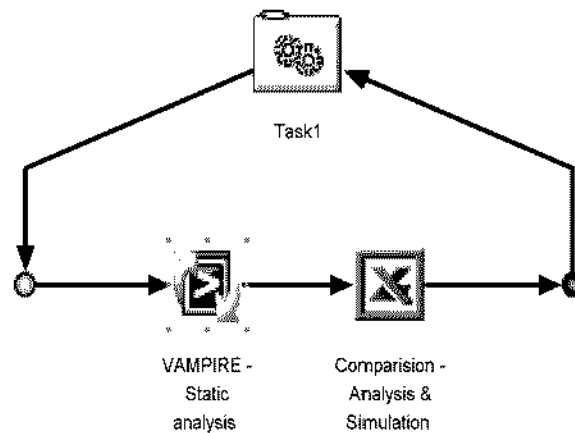 Task1
VAMPIRE -
Static
analysis
Comparision -
Analysis &
Simulation